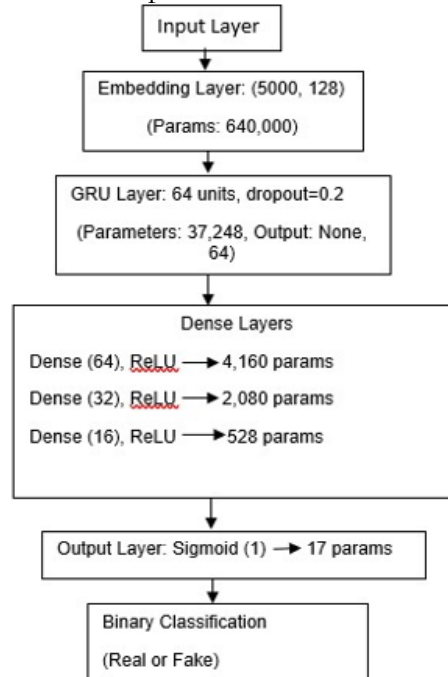 Input Layer
Embedding Layer: (5000, 128)
(Params: 640,000)
GRU Layer: 64 units, dropout=0.2
(Parameters: 37,248, Output: None,
64)
Dense Layers
Dense (64), ReLU → 4,160 params
Dense (32), ReLU → 2,080 params
Dense (16), ReLU → 528 params
Output Layer: Sigmoid (1) → 17 params
Binary Classification
(Real or Fake)